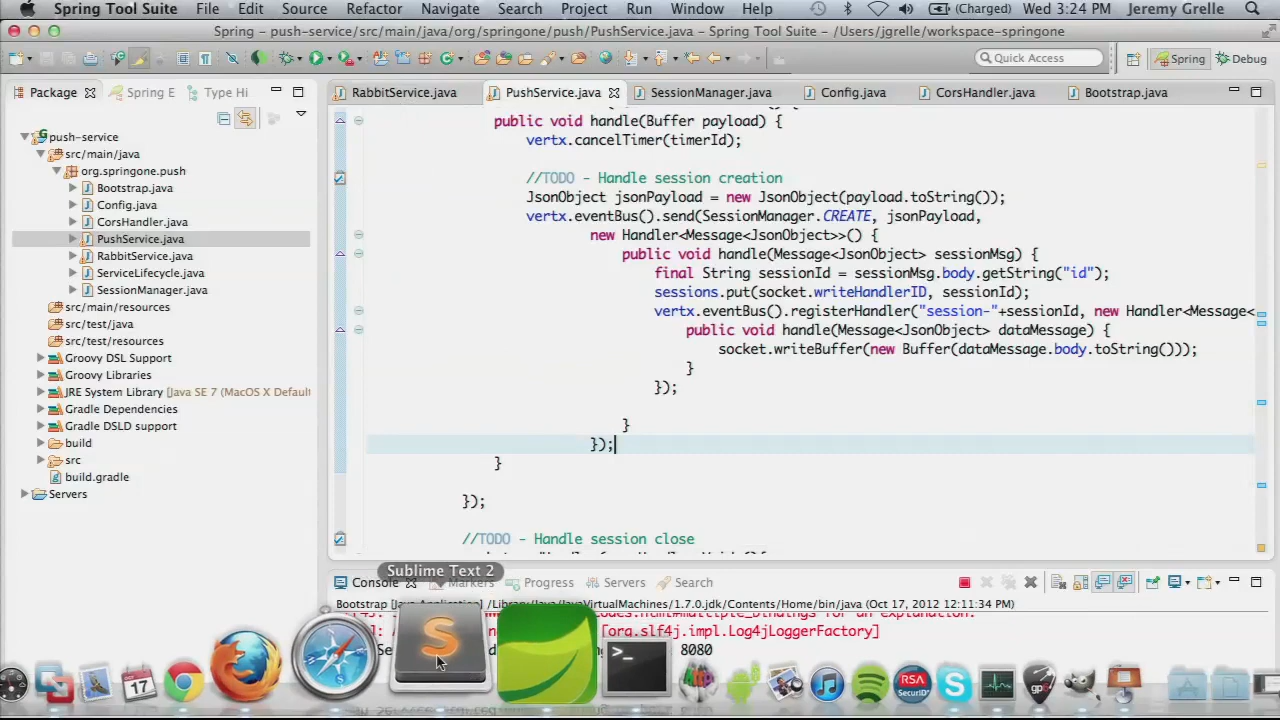 Spring Tool Suite File Edit Source Refactor Navigate Search Project Run Window Help (Charged) Wed 3:24 PM Jeremy Grelle
Spring - push-service/src/main/java/org/springone/push/PushService.java - Spring Tool Suite - /Users/jgrelle/workspace-springone
Quick Access Spring Debug
Package Spring E Type Hi
RabbitService.java PushService.java SessionManager.java Config.java CorsHandler.java Bootstrap.java
push-service
src/main/java
org.springone.push
Bootstrap.java
Config.java
CorsHandler.java
PushService.java
RabbitService.java
ServiceLifecycle.java
SessionManager.java
src/main/resources
src/test/java
src/test/resources
Groovy DSL Support
Groovy Libraries
JRE System Library [Java SE 7 (MacOS X Default
Gradle Dependencies
Gradle DSLD support
build
src
build.gradle
Servers
public void handle(Buffer payload) {
vertx.cancelTimer(timerId);
//TODO - Handle session creation
JsonObject jsonPayload = new JsonObject(payload.toString());
vertx.eventBus().send(SessionManager.CREATE, jsonPayload,
new Handler<Message<JsonObject>>() {
public void handle(Message<JsonObject> sessionMsg) {
final String sessionId = sessionMsg.body.getString("id");
sessions.put(socket.writeHandlerID, sessionId);
vertx.eventBus().registerHandler("session-"+sessionId, new Handler<Message<
public void handle(Message<JsonObject> dataMessage) {
socket.writeBuffer(new Buffer(dataMessage.body.toString()));
}
});
}
});
}
});
//TODO - Handle session close
Sublime Text 2
Console Markers Progress Servers Search
Bootstrap [Java Application] /Library/Java/JavaVirtualMachines/1.7.0.jdk/Contents/Home/bin/java (Oct 17, 2012 12:11:34 PM)
[org.slf4j.impl.Log4jLoggerFactory]
8080